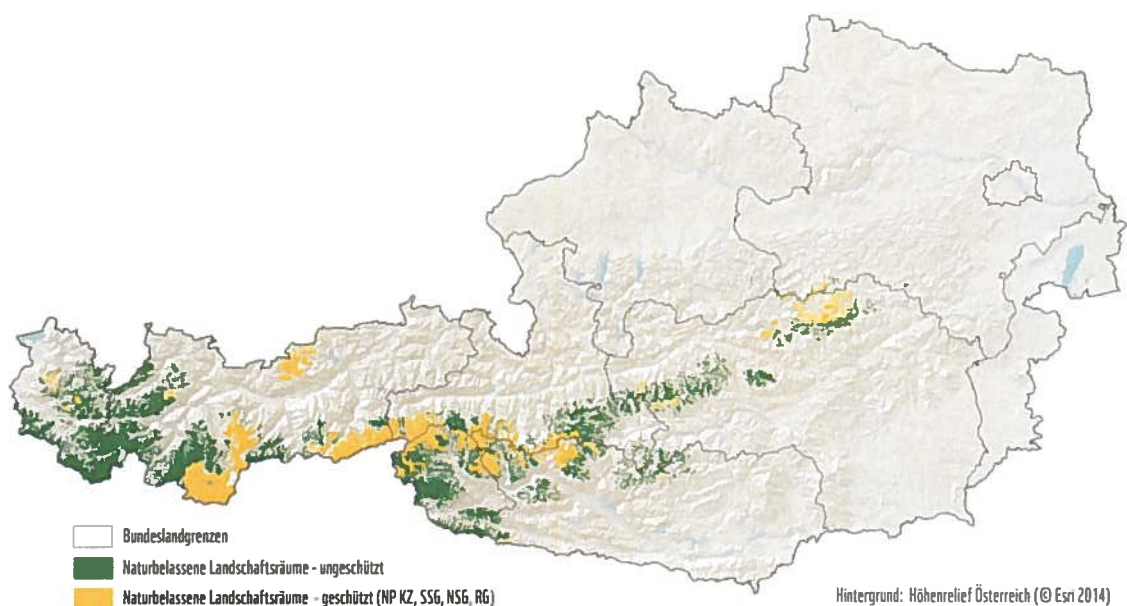 Bundeslandgrenzen
Naturbelassene Landschaftsräume - ungeschützt
Naturbelassene Landschaftsräume - geschützt (NP KZ, SSG, NSG, RG)
Hintergrund: Höhenrelief Österreich (© Esri 2014)